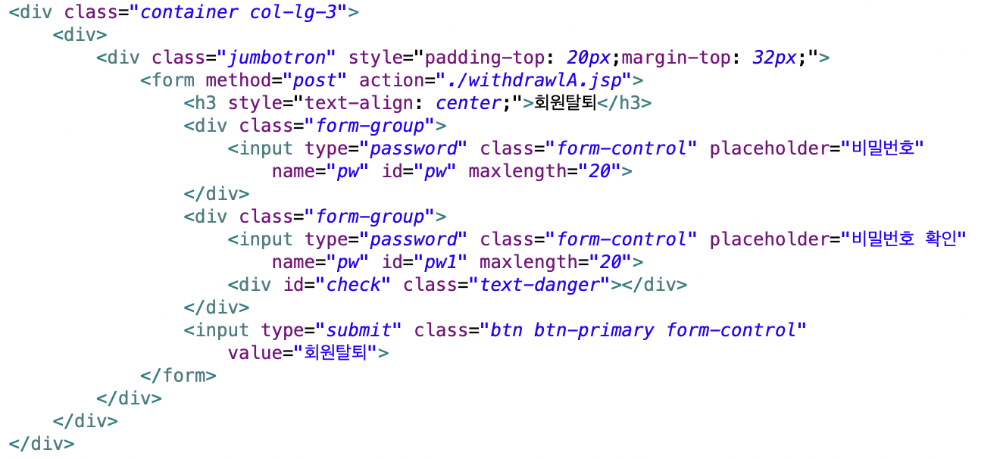 <div class="container col-lg-3">
    <div>
        <div class="jumbotron" style="padding-top: 20px;margin-top: 32px;">
            <form method="post" action="./withdrawlA.jsp">
                <h3 style="text-align: center;">회원탈퇴</h3>
                <div class="form-group">
                    <input type="password" class="form-control" placeholder="비밀번호"
                        name="pw" id="pw" maxlength="20">
                </div>
                <div class="form-group">
                    <input type="password" class="form-control" placeholder="비밀번호 확인"
                        name="pw" id="pw1" maxlength="20">
                    <div id="check" class="text-danger"></div>
                </div>
                <input type="submit" class="btn btn-primary form-control"
                    value="회원탈퇴">
            </form>
        </div>
    </div>
</div>